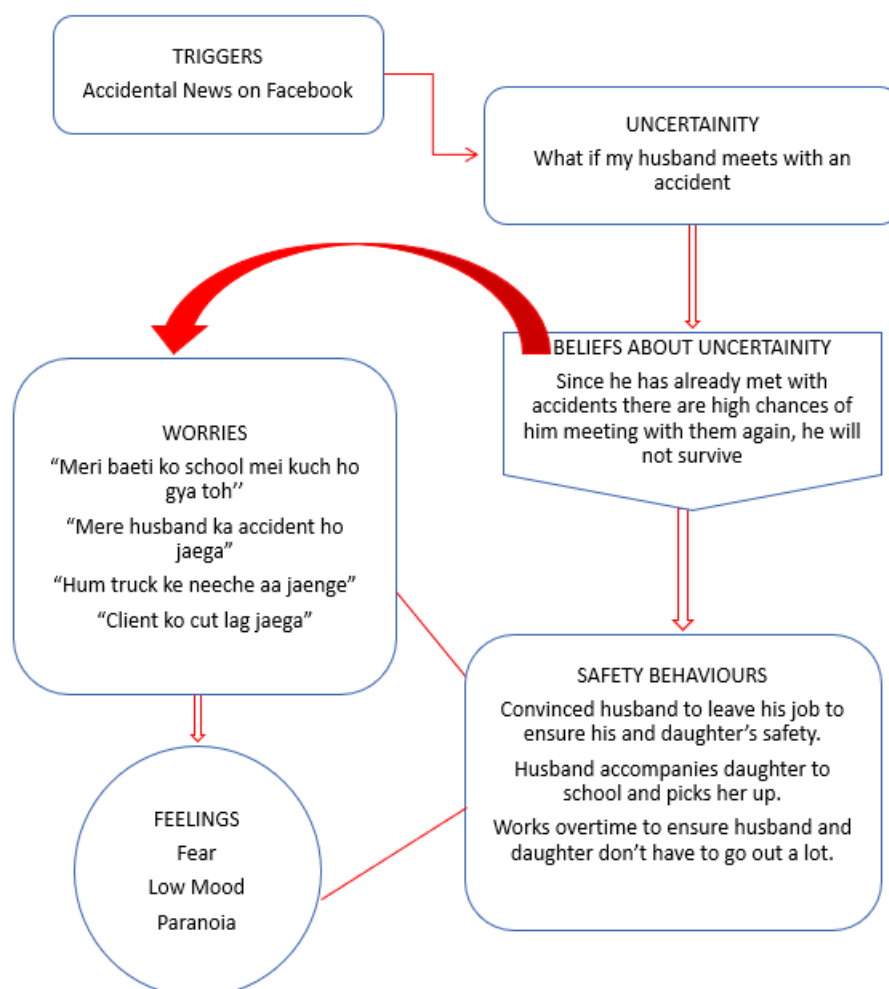 TRIGGERS
Accidental News on Facebook
UNCERTAINITY
What if my husband meets with an
accident
BELIEFS ABOUT UNCERTAINITY
Since he has already met with
accidents there are high chances of
him meeting with them again, he will
not survive
WORRIES
“Meri baeti ko school mei kuch ho
gya toh’’
“Mere husband ka accident ho
jaega”
“Hum truck ke neeche aa jaenge”
“Client ko cut lag jaega”
SAFETY BEHAVIOURS
Convinced husband to leave his job to
ensure his and daughter’s safety.
Husband accompanies daughter to
school and picks her up.
Works overtime to ensure husband and
daughter don’t have to go out a lot.
FEELINGS
Fear
Low Mood
Paranoia